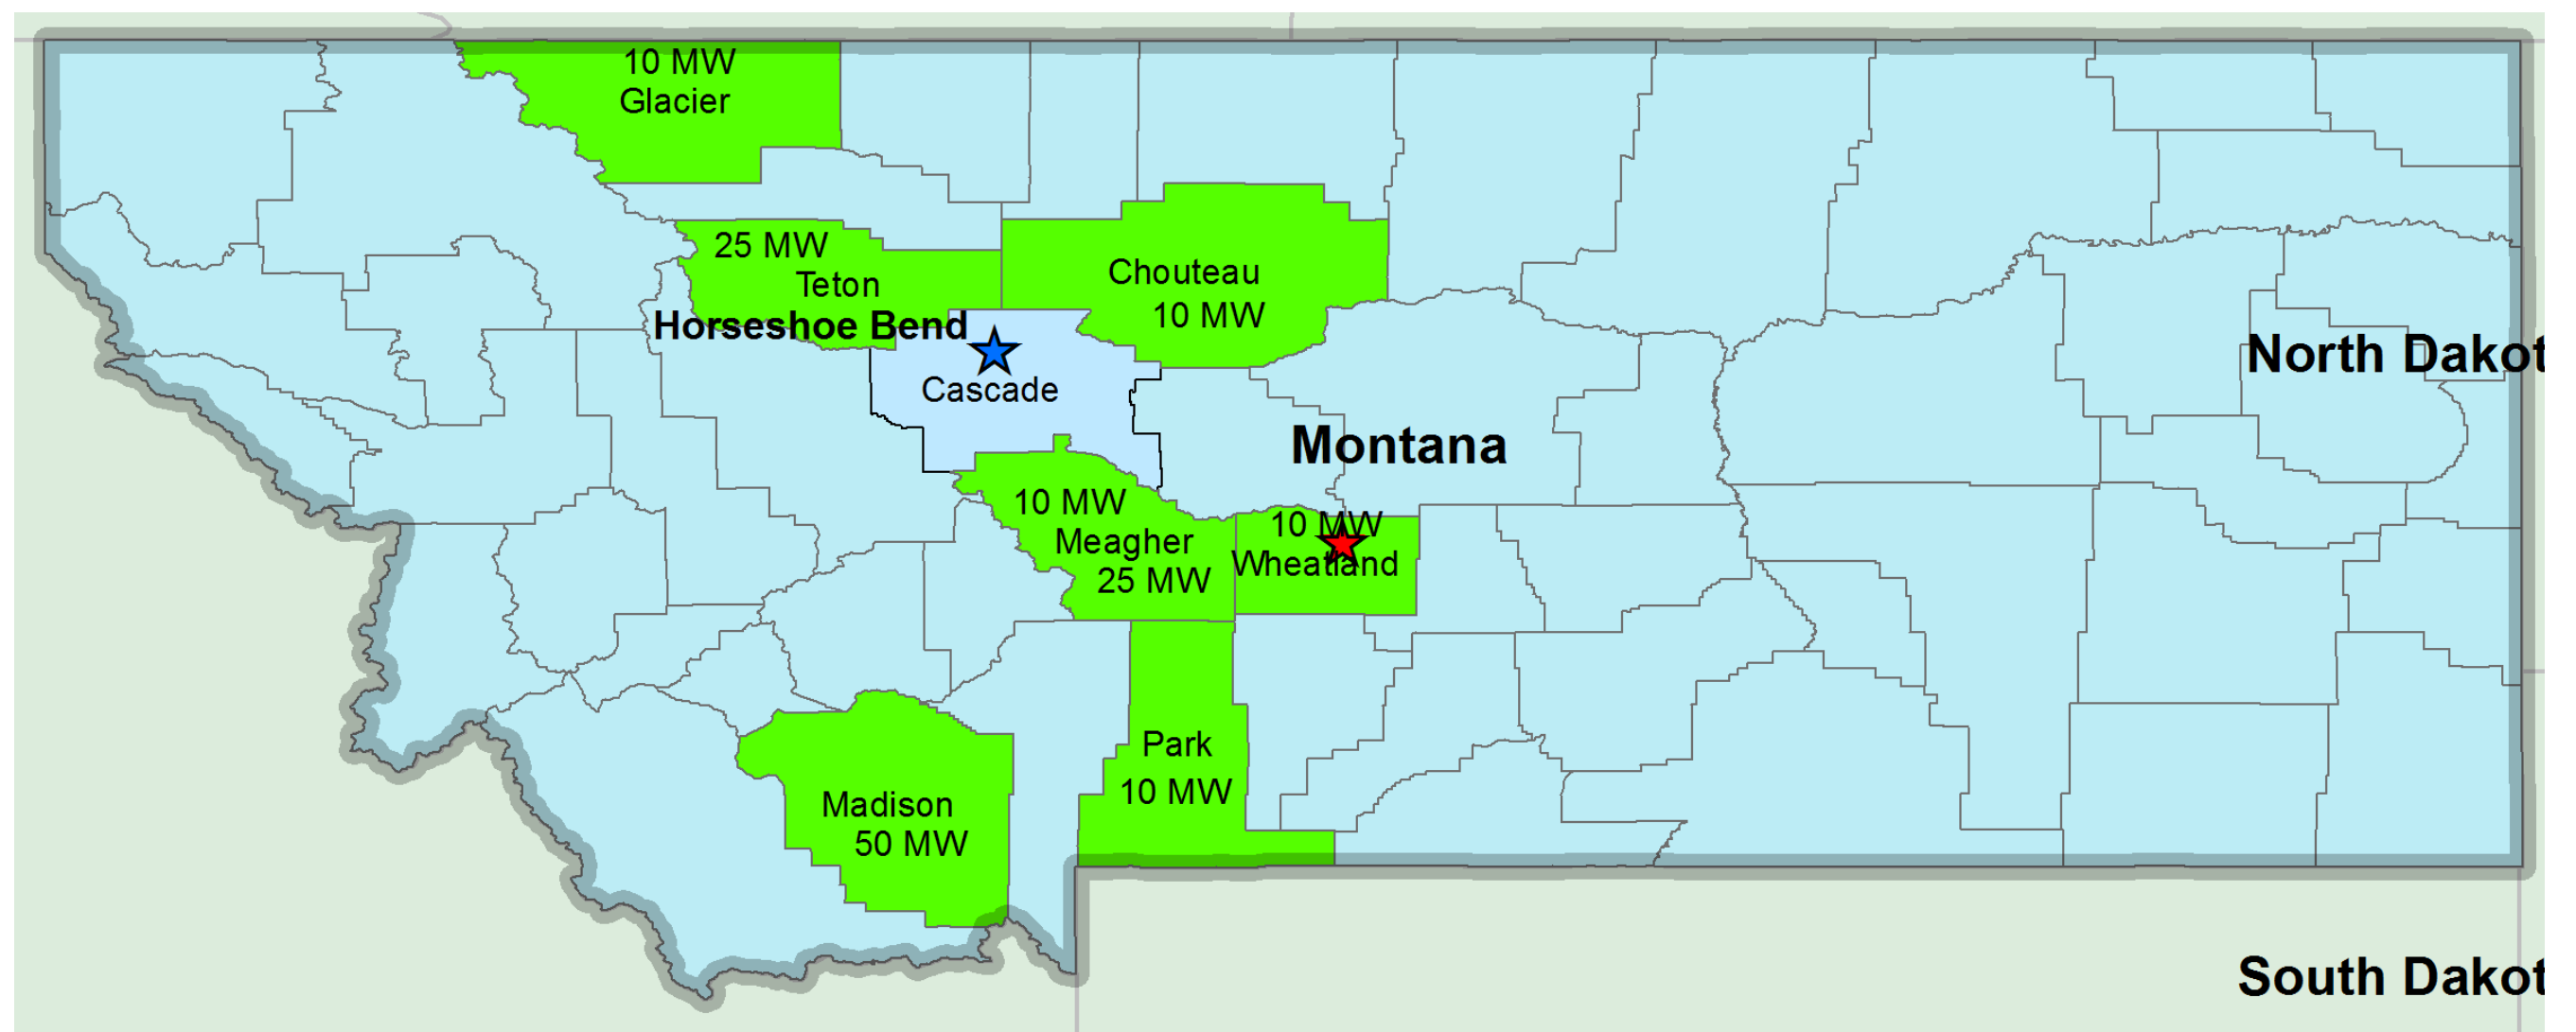 10 MW
Glacier
25 MW
Teton
Horseshoe Bend
Chouteau
10 MW
Cascade
North Dakot
Montana
10 MW
Meagher
25 MW
10 MW
Wheatland
Park
10 MW
Madison
50 MW
South Dakot